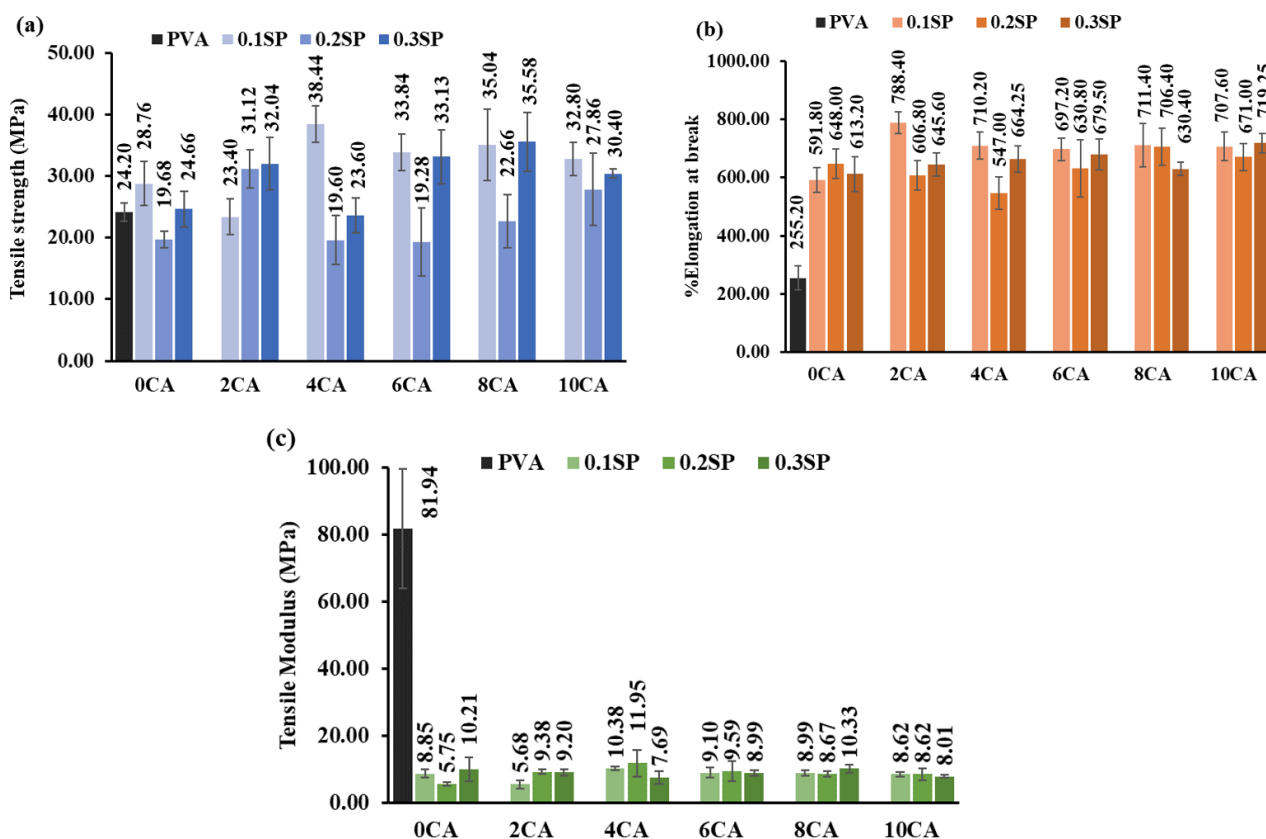 (a)
PVA 0.1SP 0.2SP 0.3SP
Tensile strength (MPa)
50.00
40.00
30.00
20.00
10.00
0.00
24.20 28.76 19.68 24.66
23.40 31.12 32.04
38.44 19.60 23.60
33.84 19.28 33.13
35.04 22.66 35.58
32.80 27.86 30.40
0CA 2CA 4CA 6CA 8CA 10CA
(b)
PVA 0.1SP 0.2SP 0.3SP
%Elongation at break
1000.00
800.00
600.00
400.00
200.00
0.00
255.20 591.80 648.00 613.20
788.40 606.80 645.60
710.20 547.00 664.25
697.20 630.80 679.50
711.40 706.40 630.40
707.60 671.00 719.25
0CA 2CA 4CA 6CA 8CA 10CA
(c)
PVA 0.1SP 0.2SP 0.3SP
Tensile Modulus (MPa)
100.00
80.00
60.00
40.00
20.00
0.00
81.94 8.85 5.75 10.21
5.68 9.38 9.20
10.38 11.95 7.69
9.10 9.59 8.99
8.99 8.67 10.33
8.62 8.62 8.01
0CA 2CA 4CA 6CA 8CA 10CA